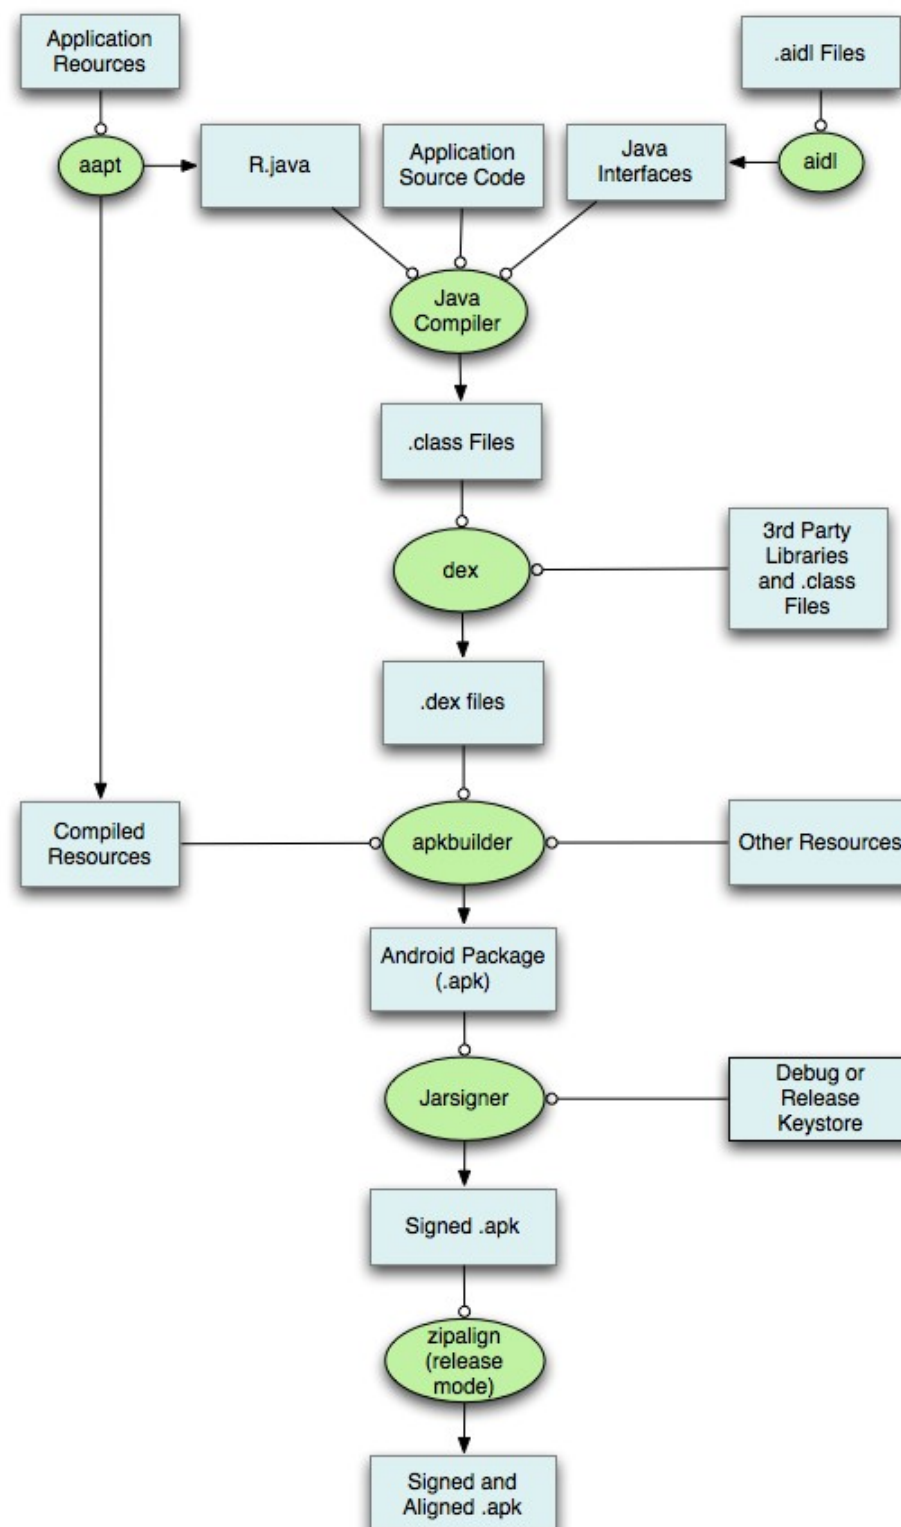 Application
Reources
.aidl Files
aapt
R.java
Application
Source Code
Java
Interfaces
aidl
Java
Compiler
.class Files
dex
3rd Party
Libraries
and .class
Files
.dex files
Compiled
Resources
apkbuilder
Other Resources
Android Package
(.apk)
Jarsigner
Debug or
Release
Keystore
Signed .apk
zipalign
(release
mode)
Signed and
Aligned .apk